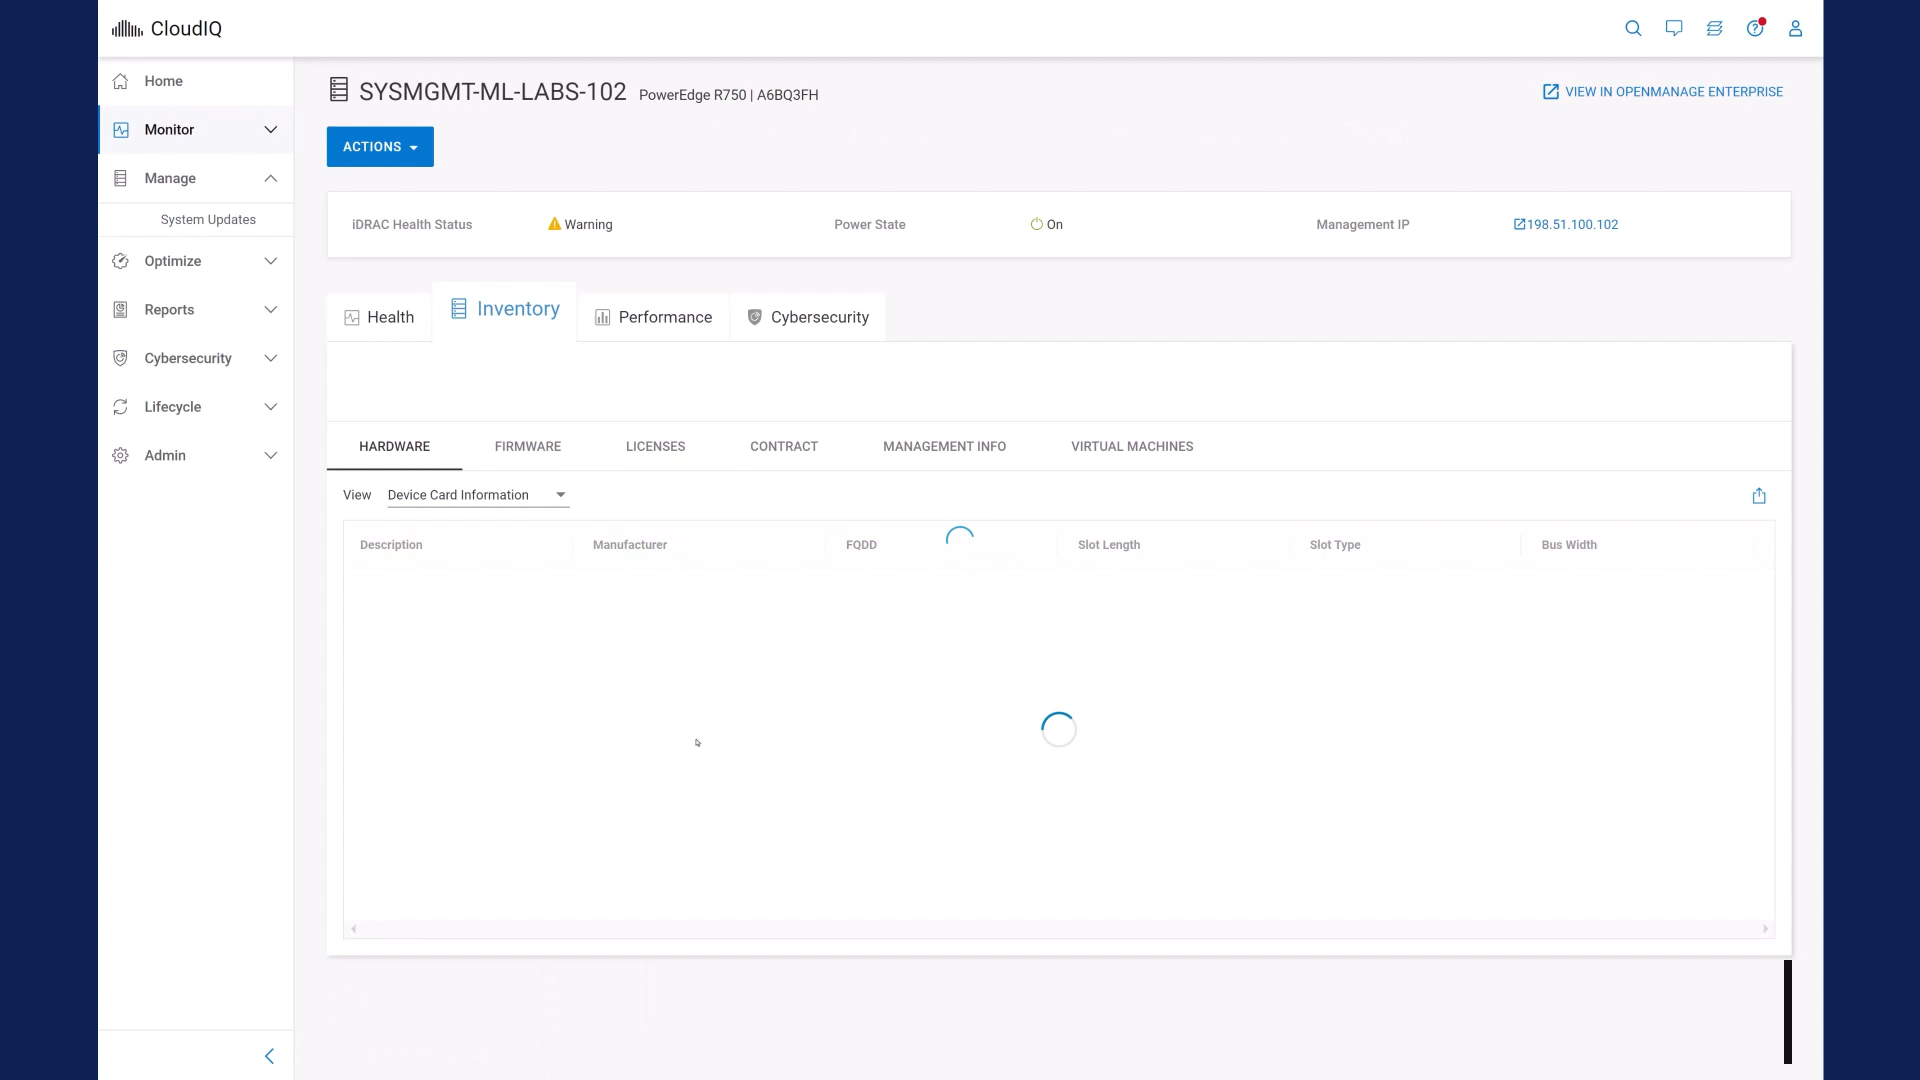 CloudIQ
Home
Monitor
Manage
System Updates
Optimize
Reports
Cybersecurity
Lifecycle
Admin
SYSMGMT-ML-LABS-102 PowerEdge R750 | A6BQ3FH
VIEW IN OPENMANAGE ENTERPRISE
ACTIONS
iDRAC Health Status Warning Power State On Management IP 198.51.100.102
Health Inventory Performance Cybersecurity
HARDWARE FIRMWARE LICENSES CONTRACT MANAGEMENT INFO VIRTUAL MACHINES
View Device Card Information
Description Manufacturer FQDD Slot Length Slot Type Bus Width